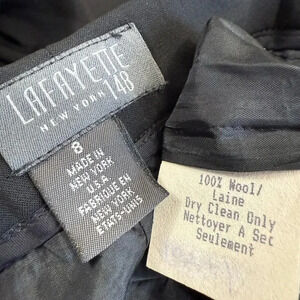 LAFAYETTE 148
NEW YORK
8
MADE IN
NEW YORK
U.S.A
FABRIQUE EN
NEW YORK
ETATS-UNIS
100% Wool/
Laine
Dry Clean Only
Nettoyer A Sec
Seulement